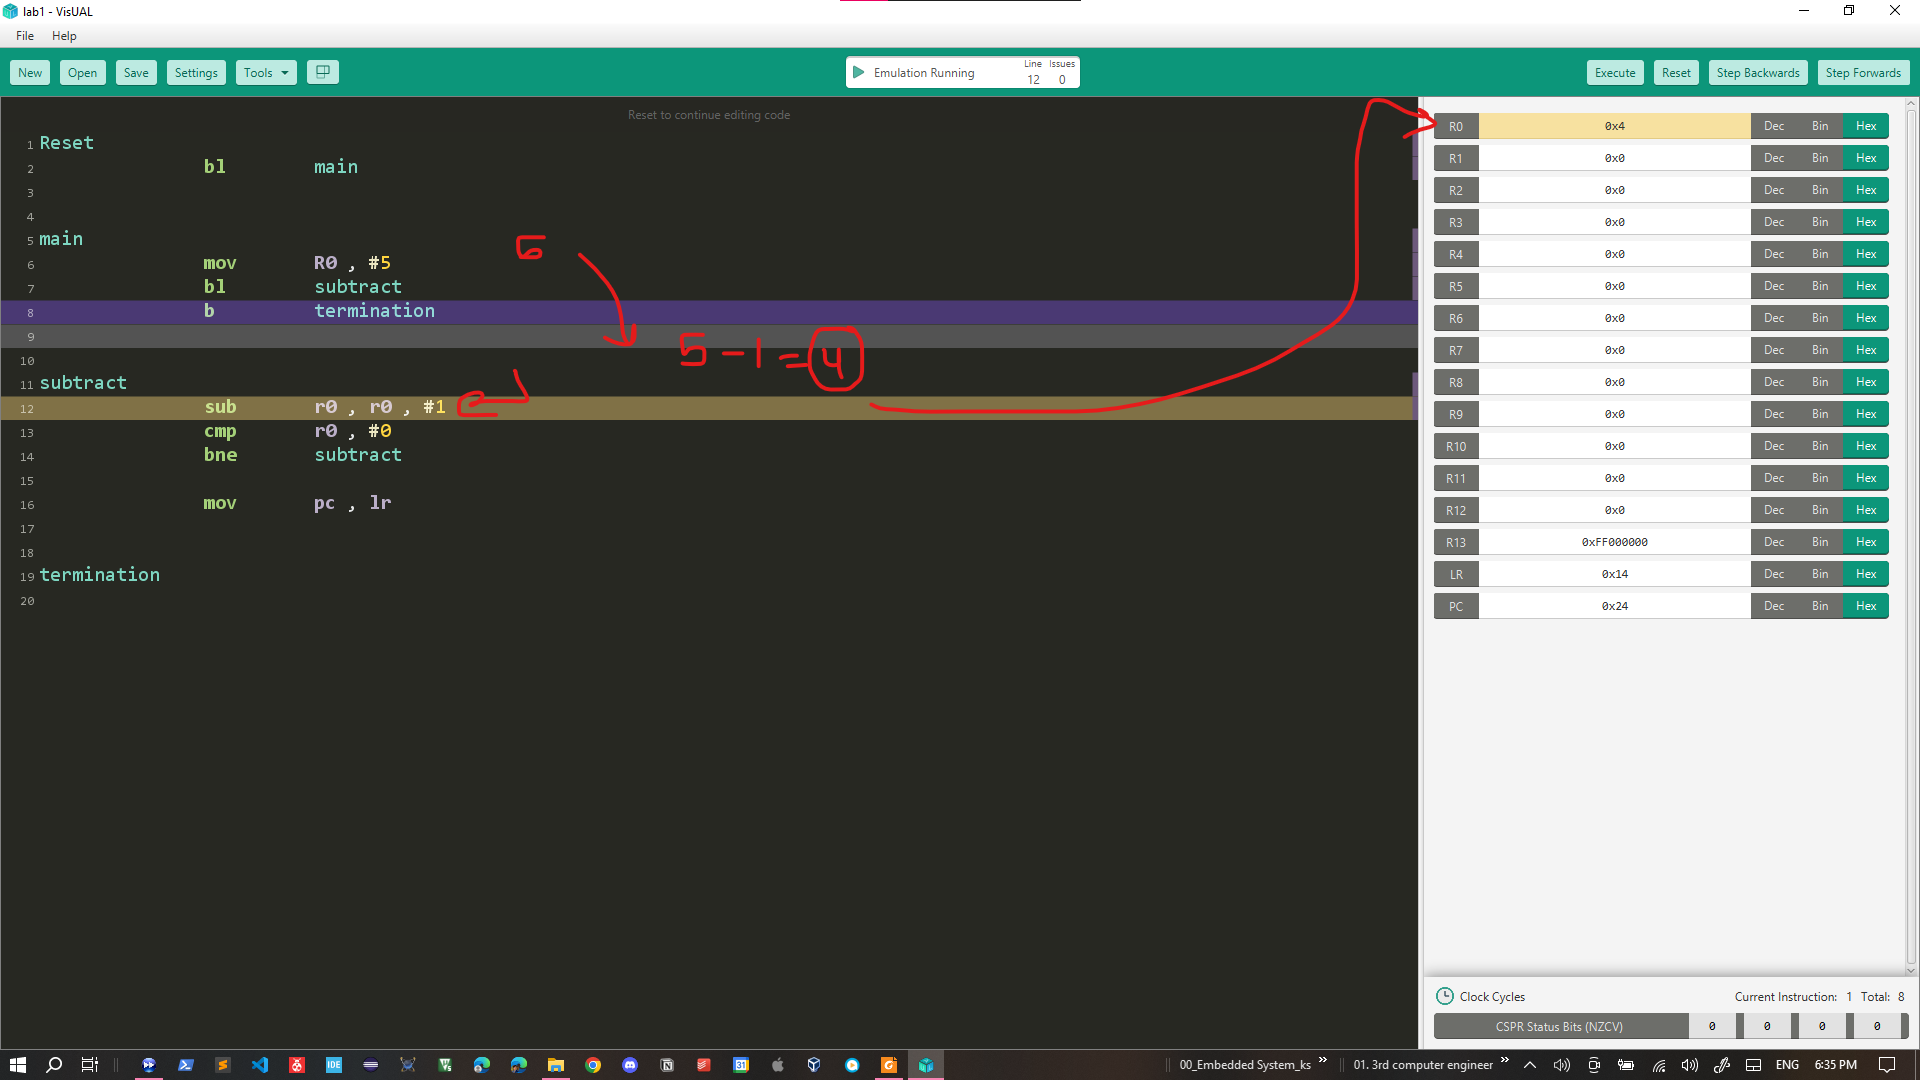 lab1 - VisUAL
File Help
New Open Save Settings Tools Emulation Running Line Issues 12 0 Execute Reset Step Backwards Step Forwards
Reset to continue editing code
1 Reset
2 bl main
3
4
5 main
5
6 mov R0 , #5
7 bl subtract
8 b termination
9
5 - 1 = 4
10
11 subtract
12 sub r0 , r0 , #1
13 cmp r0 , #0
14 bne subtract
15
16 mov pc , lr
17
18
19 termination
20
R0 0x4 Dec Bin Hex
R1 0x0 Dec Bin Hex
R2 0x0 Dec Bin Hex
R3 0x0 Dec Bin Hex
R4 0x0 Dec Bin Hex
R5 0x0 Dec Bin Hex
R6 0x0 Dec Bin Hex
R7 0x0 Dec Bin Hex
R8 0x0 Dec Bin Hex
R9 0x0 Dec Bin Hex
R10 0x0 Dec Bin Hex
R11 0x0 Dec Bin Hex
R12 0x0 Dec Bin Hex
R13 0xFF000000 Dec Bin Hex
LR 0x14 Dec Bin Hex
PC 0x24 Dec Bin Hex
Clock Cycles Current Instruction: 1 Total: 8
CSPR Status Bits (NZCV) 0 0 0 0
IDE 31 00_Embedded System_ks 01. 3rd computer engineer ENG 6:35 PM